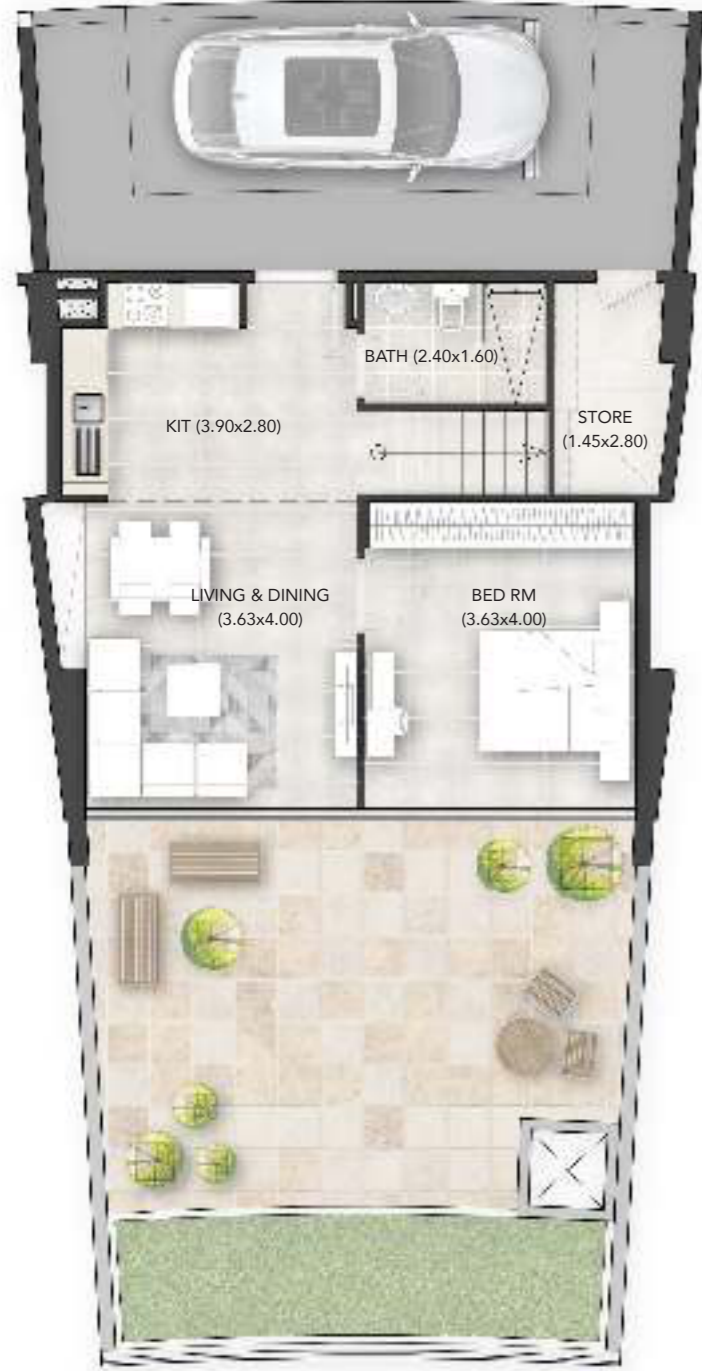 BATH (2.40x1.60)
KIT (3.90x2.80)
STORE
(1.45x2.80)
LIVING & DINING
(3.63x4.00)
BED RM
(3.63x4.00)